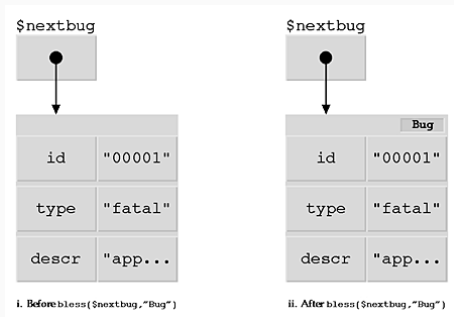 $nextbug
id "00001"
type "fatal"
descr "app...
i. Before bless($nextbug,"Bug")
$nextbug
Bug
id "00001"
type "fatal"
descr "app...
ii. After bless($nextbug,"Bug")